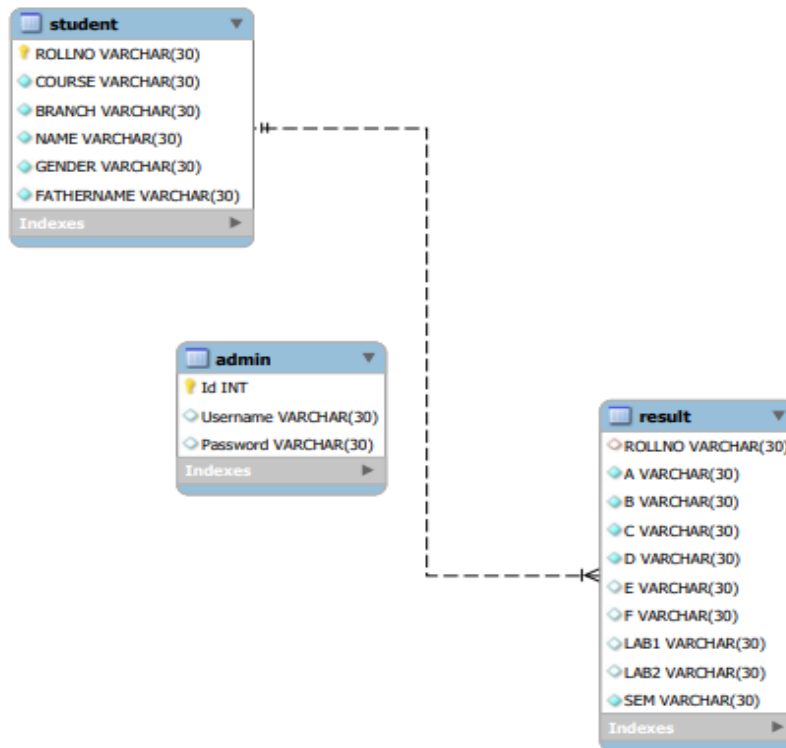 student
ROLLNO VARCHAR(30)
COURSE VARCHAR(30)
BRANCH VARCHAR(30)
NAME VARCHAR(30)
GENDER VARCHAR(30)
FATHERNAME VARCHAR(30)
Indexes
admin
Id INT
Username VARCHAR(30)
Password VARCHAR(30)
Indexes
result
ROLLNO VARCHAR(30)
A VARCHAR(30)
B VARCHAR(30)
C VARCHAR(30)
D VARCHAR(30)
E VARCHAR(30)
F VARCHAR(30)
LAB1 VARCHAR(30)
LAB2 VARCHAR(30)
SEM VARCHAR(30)
Indexes